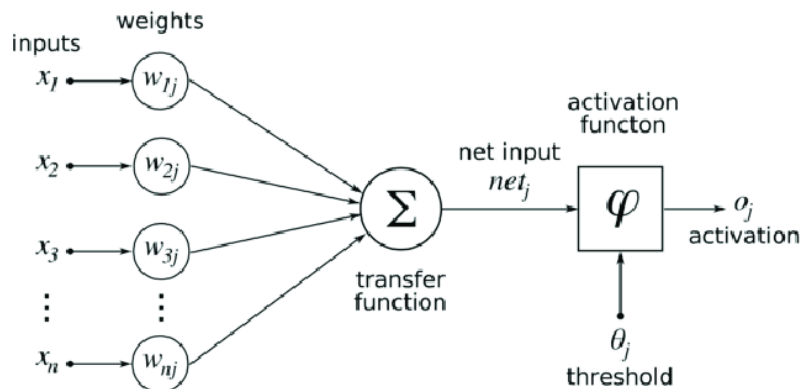 weights
inputs
x1 w1j
x2 w2j
x3 w3j
⋮ ⋮
xn wnj
Σ
transfer
function
net input
netj
activation
functon
φ
oj
activation
θj
threshold